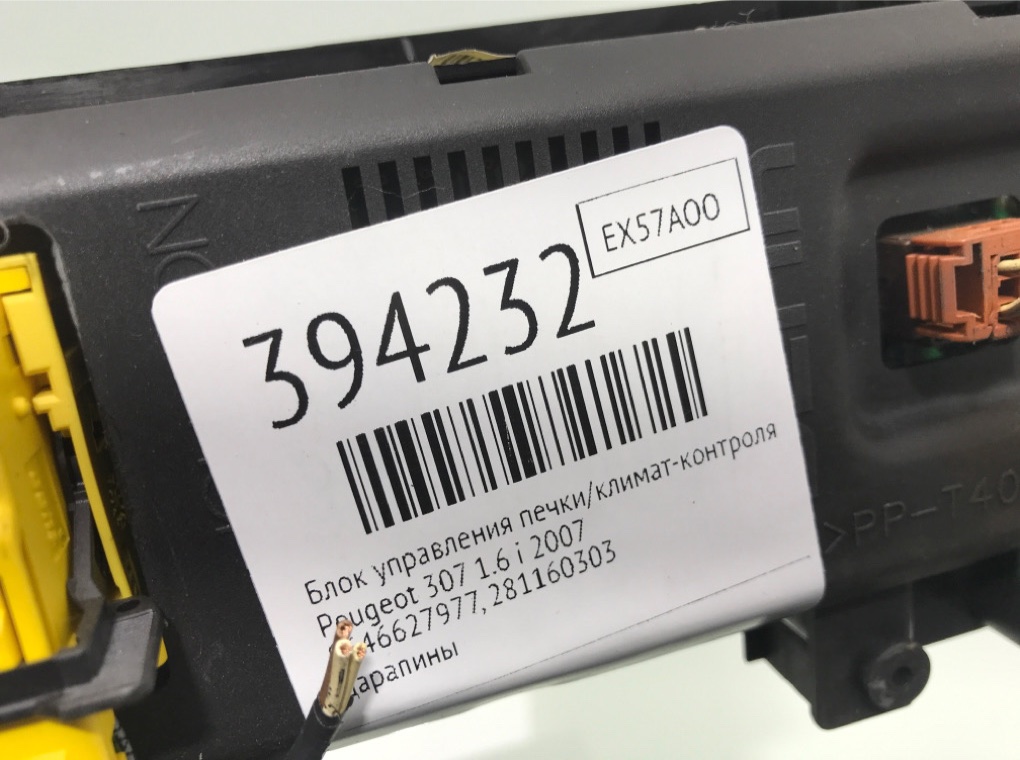 EX57A00
394232
Блок управления печки/климат-контроля
Peugeot 307 1.6 i 2007
46627977, 281160303
царапины
>PP-T40